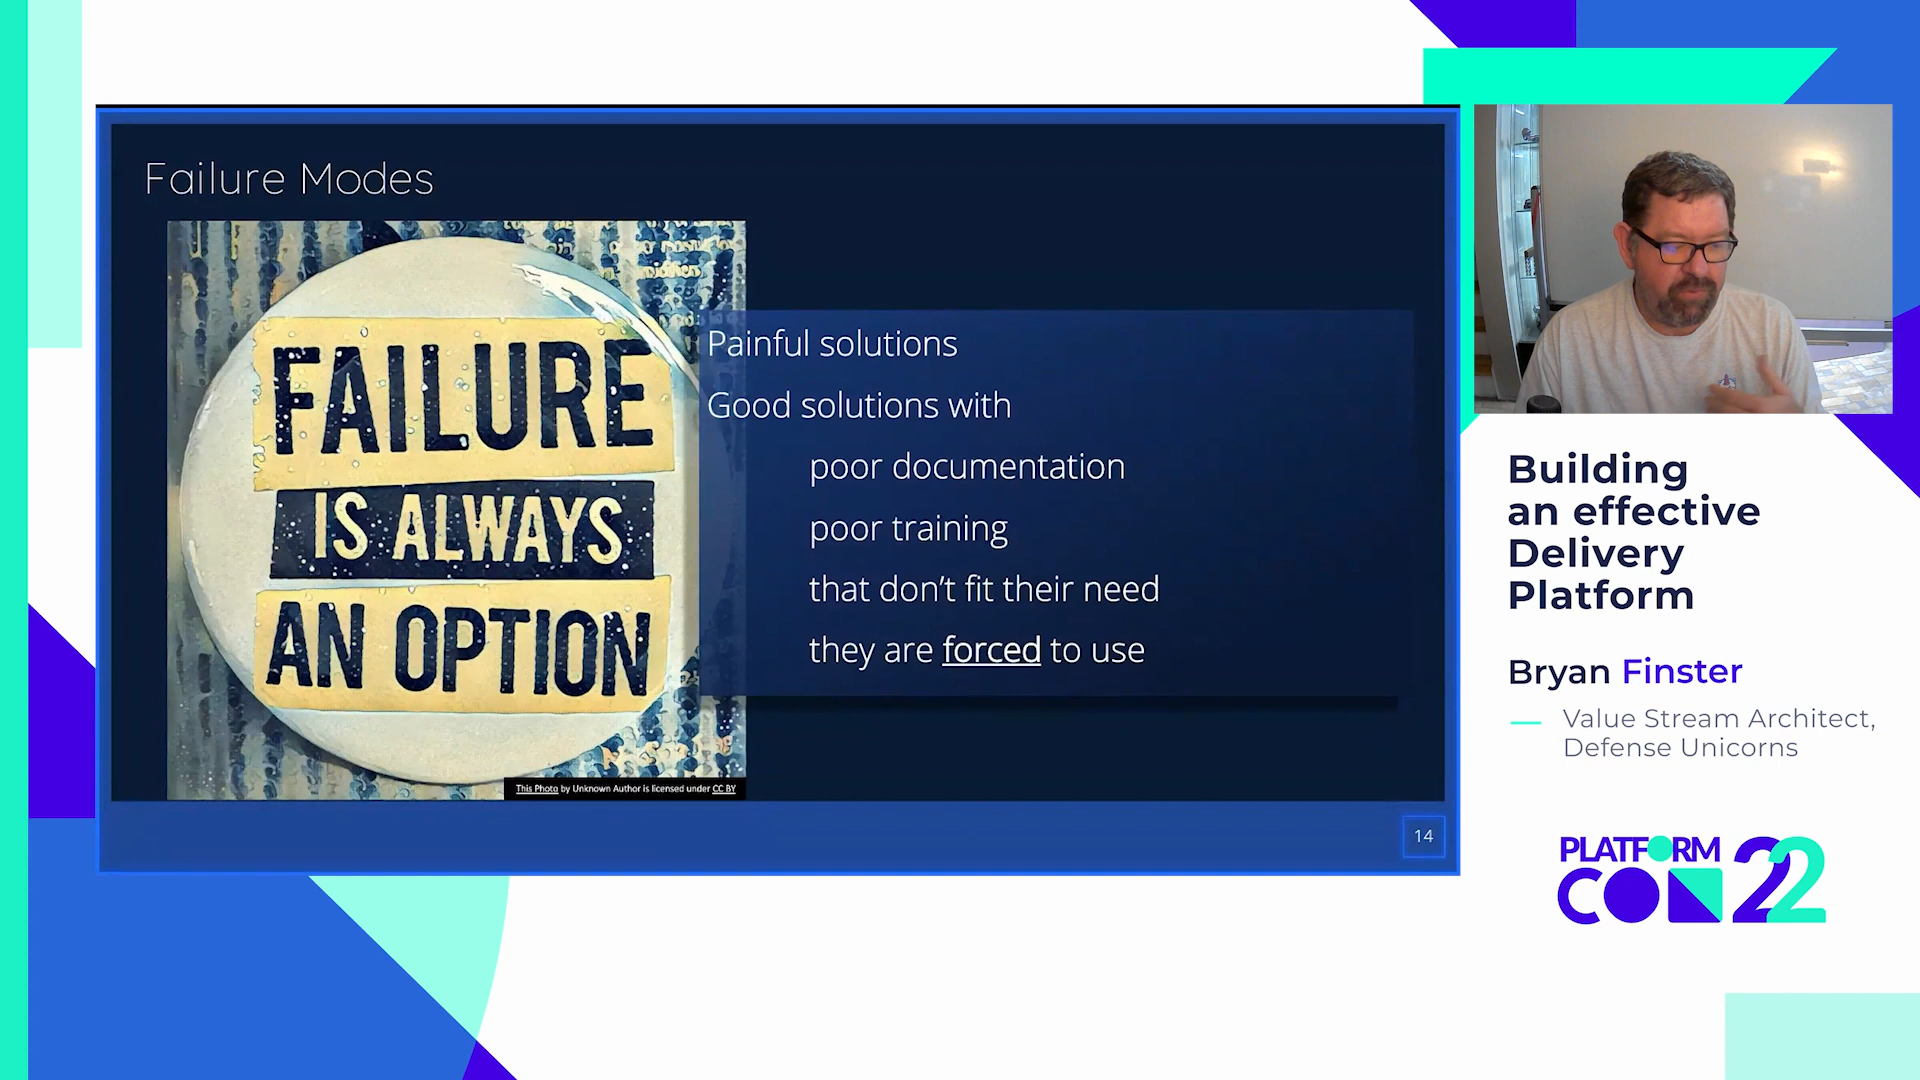 Failure Modes
FAILURE
IS ALWAYS
AN OPTION
Painful solutions
Good solutions with
poor documentation
poor training
that don’t fit their need
they are forced to use
This Photo by Unknown Author is licensed under CC BY
14
Building
an effective
Delivery
Platform
Bryan Finster
Value Stream Architect,
Defense Unicorns
PLATFORM
CON 22